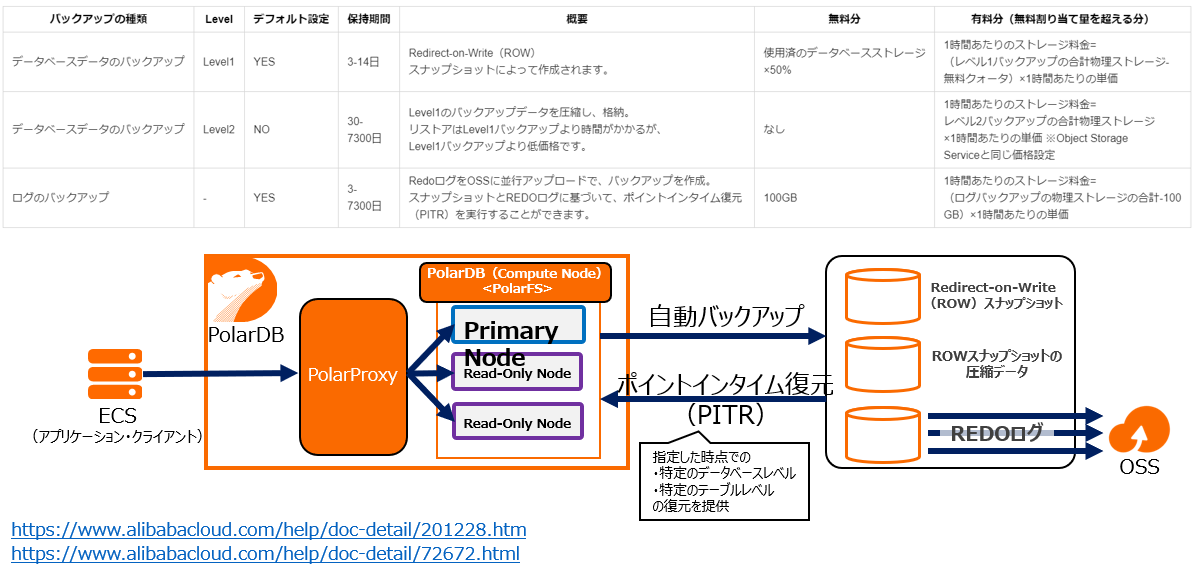 バックアップの種類 Level デフォルト設定 保持期間 概要 無料分 有料分（無料割り当て量を超える分）
データベースデータのバックアップ Level1 YES 3-14日
Redirect-on-Write（ROW）
スナップショットによって作成されます。
使用済のデータベースストレージ
×50%
1時間あたりのストレージ料金=
（レベル1バックアップの合計物理ストレージ-
無料クォータ）×1時間あたりの単価
データベースデータのバックアップ Level2 NO
30-
7300日
Level1のバックアップデータを圧縮し、格納。
リストアはLevel1バックアップより時間がかかるが、
Level1バックアップより低価格です。
なし
1時間あたりのストレージ料金=
レベル2バックアップの合計物理ストレージ
×1時間あたりの単価 ※Object Storage
Serviceと同じ価格設定
ログのバックアップ - YES
3-
7300日
RedoログをOSSに並行アップロードで、バックアップを作成。
スナップショットとREDOログに基づいて、ポイントインタイム復元
（PITR）を実行することができます。
100GB
1時間あたりのストレージ料金=
（ログバックアップの物理ストレージの合計-100
GB）×1時間あたりの単価
PolarDB
PolarDB（Compute Node）
<PolarFS>
Primary
Node
Read-Only Node
Read-Only Node
PolarProxy
ECS
（アプリケーション・クライアント）
自動バックアップ
ポイントインタイム復元
（PITR）
指定した時点での
・特定のデータベースレベル
・特定のテーブルレベル
の復元を提供
Redirect-on-Write
（ROW）スナップショット
ROWスナップショットの
圧縮データ
REDOログ
OSS
https://www.alibabacloud.com/help/doc-detail/201228.htm
https://www.alibabacloud.com/help/doc-detail/72672.html